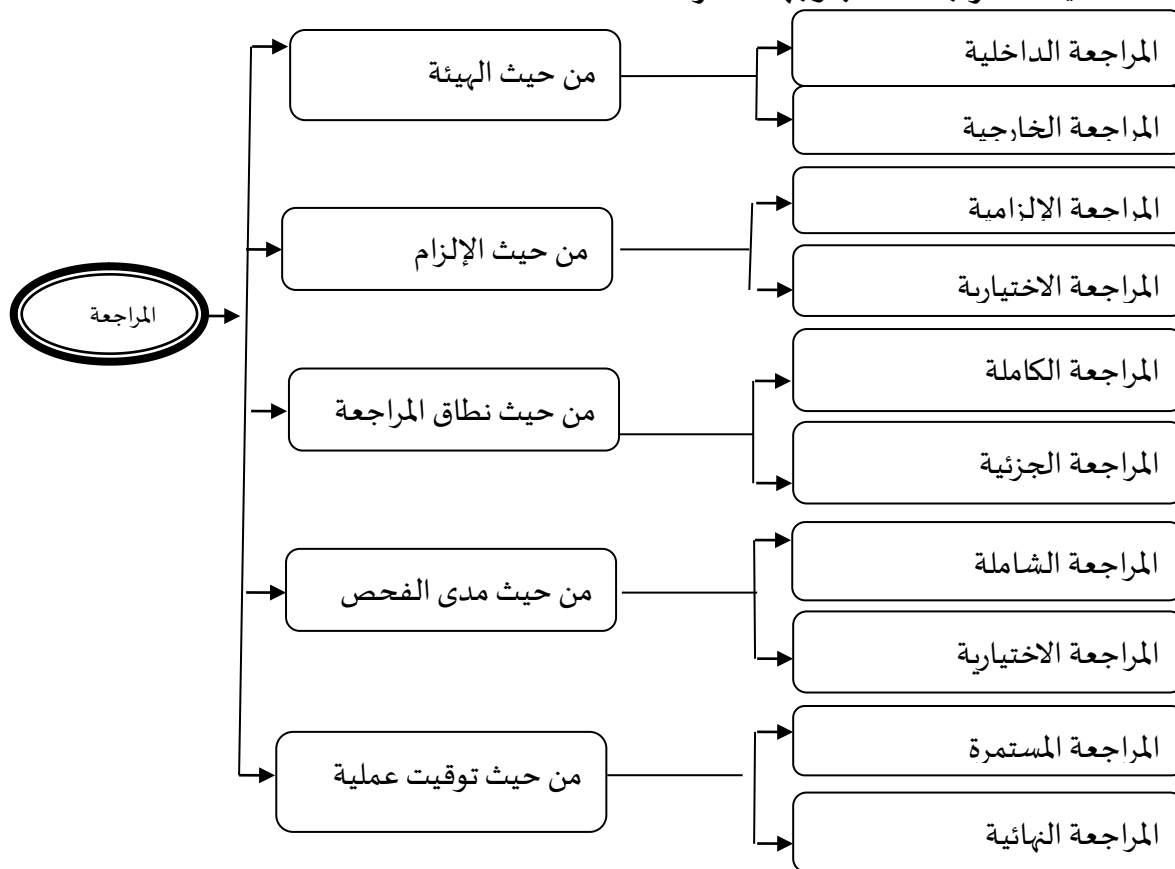 المراجعة
من حيث الهيئة
المراجعة الداخلية
المراجعة الخارجية
من حيث الإلزام
المراجعة الإلزامية
المراجعة الاختيارية
من حيث نطاق المراجعة
المراجعة الكاملة
المراجعة الجزئية
من حيث مدى الفحص
المراجعة الشاملة
المراجعة الاختيارية
من حيث توقيت عملية
المراجعة المستمرة
المراجعة النهائية